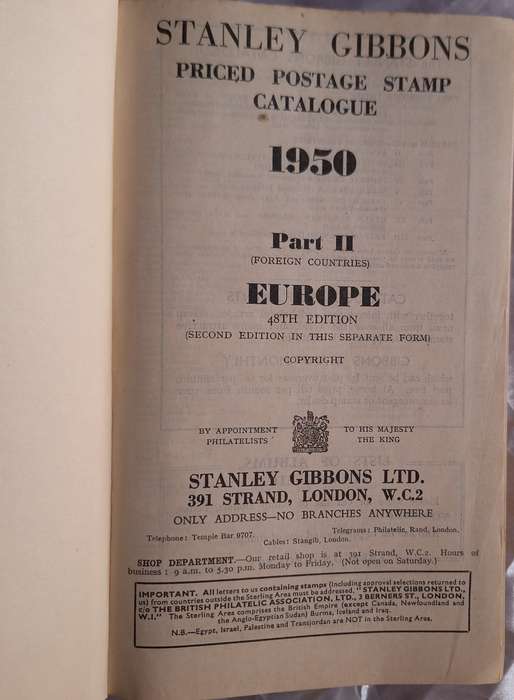 STANLEY GIBBONS
PRICED POSTAGE STAMP
CATALOGUE
1950
Part II
(FOREIGN COUNTRIES)
EUROPE
48TH EDITION
(SECOND EDITION IN THIS SEPARATE FORM)
COPYRIGHT
BY APPOINTMENT TO HIS MAJESTY
PHILATELISTS THE KING
STANLEY GIBBONS LTD.
391 STRAND, LONDON, W.C.2
ONLY ADDRESS—NO BRANCHES ANYWHERE
Telephone: Temple Bar 9707. Telegrams: Philatelic, Rand, London.
Cables: Stangib, London.
SHOP DEPARTMENT.—Our retail shop is at 391 Strand, W.C.2. Hours of
business: 9 a.m. to 5.30 p.m. Monday to Friday. (Not open on Saturday.)
IMPORTANT. All letters to us containing stamps (including approval selections returned to
us) from countries outside the Sterling Area must be addressed, "STANLEY GIBBONS LTD.,
c/o THE BRITISH PHILATELIC ASSOCIATION, LTD., 3 BERNERS ST., LONDON,
W.1." The Sterling Area comprises the British Empire (except Canada, Newfoundland and
the Anglo-Egyptian Sudan) Burma, Iceland and Iraq.
N.B.—Egypt, Israel, Palestine and Transjordan are NOT in the Sterling Area.